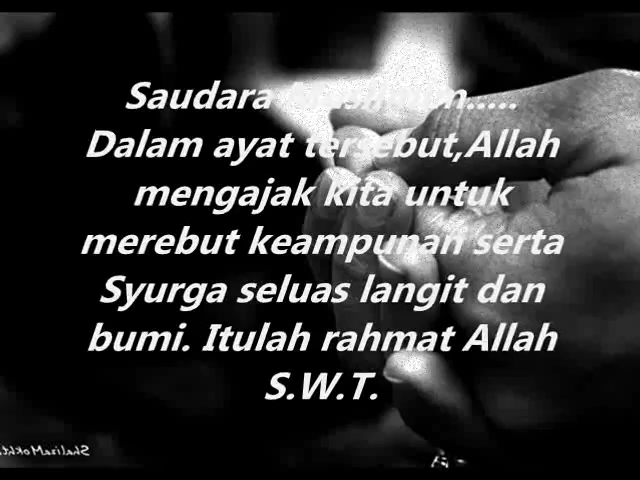 Saudara Muslimin.....
Dalam ayat tersebut,Allah
mengajak kita untuk
merebut keampunan serta
Syurga seluas langit dan
bumi. Itulah rahmat Allah
S.W.T.